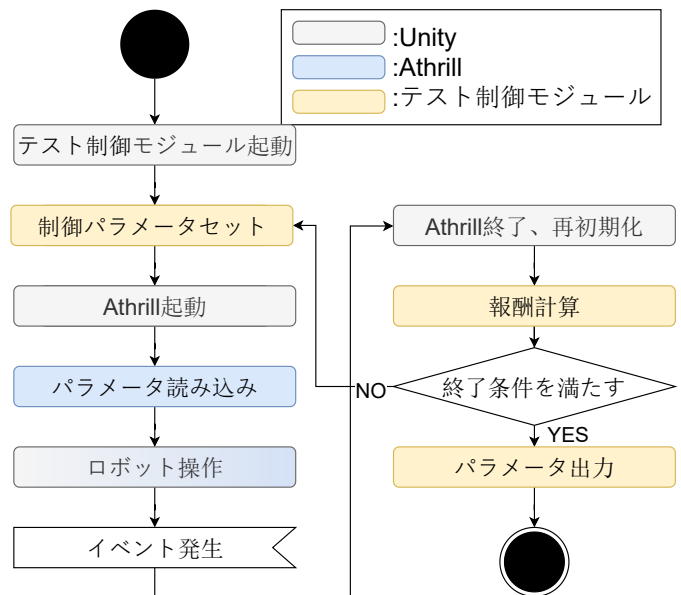 :Unity
:Athrill
:テスト制御モジュール
テスト制御モジュール起動
制御パラメータセット
Athrill起動
パラメータ読み込み
ロボット操作
イベント発生
Athrill終了、再初期化
報酬計算
終了条件を満たす
NO
YES
パラメータ出力